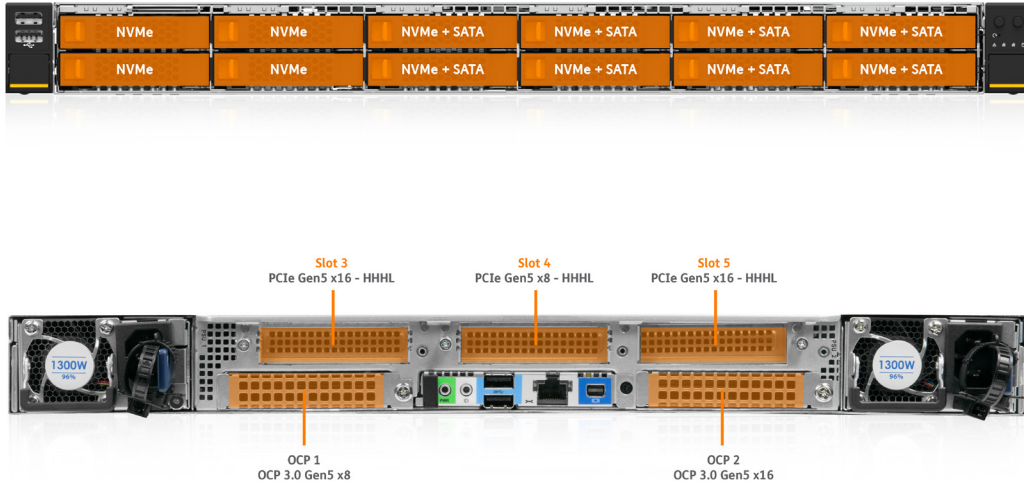 NVMe
NVMe
NVMe + SATA
NVMe + SATA
NVMe + SATA
NVMe + SATA
NVMe
NVMe
NVMe + SATA
NVMe + SATA
NVMe + SATA
NVMe + SATA
Slot 3
PCIe Gen5 x16 - HHHL
Slot 4
PCIe Gen5 x8 - HHHL
Slot 5
PCIe Gen5 x16 - HHHL
1300W
96%
1300W
96%
OCP 1
OCP 3.0 Gen5 x8
OCP 2
OCP 3.0 Gen5 x16